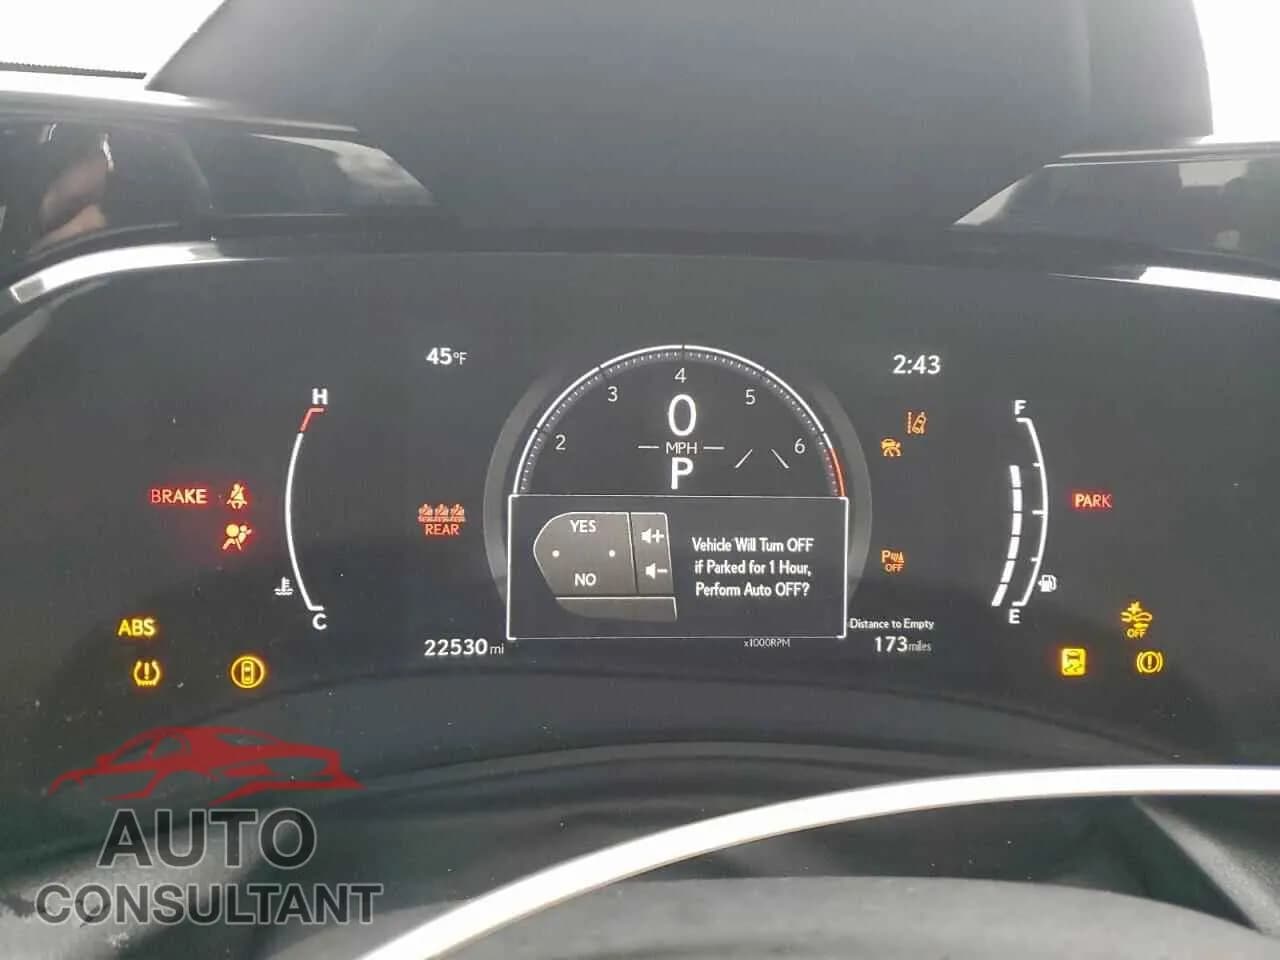 45°F
2:43
H
F
4
3
5
0
2
MPH
6
P
BRAKE
PARK
REAR
YES
NO
Vehicle Will Turn OFF
if Parked for 1 Hour,
Perform Auto OFF?
P
OFF
C
E
ABS
22530 mi
x1000RPM
Distance to Empty
173 miles
OFF
AUTO
CONSULTANT